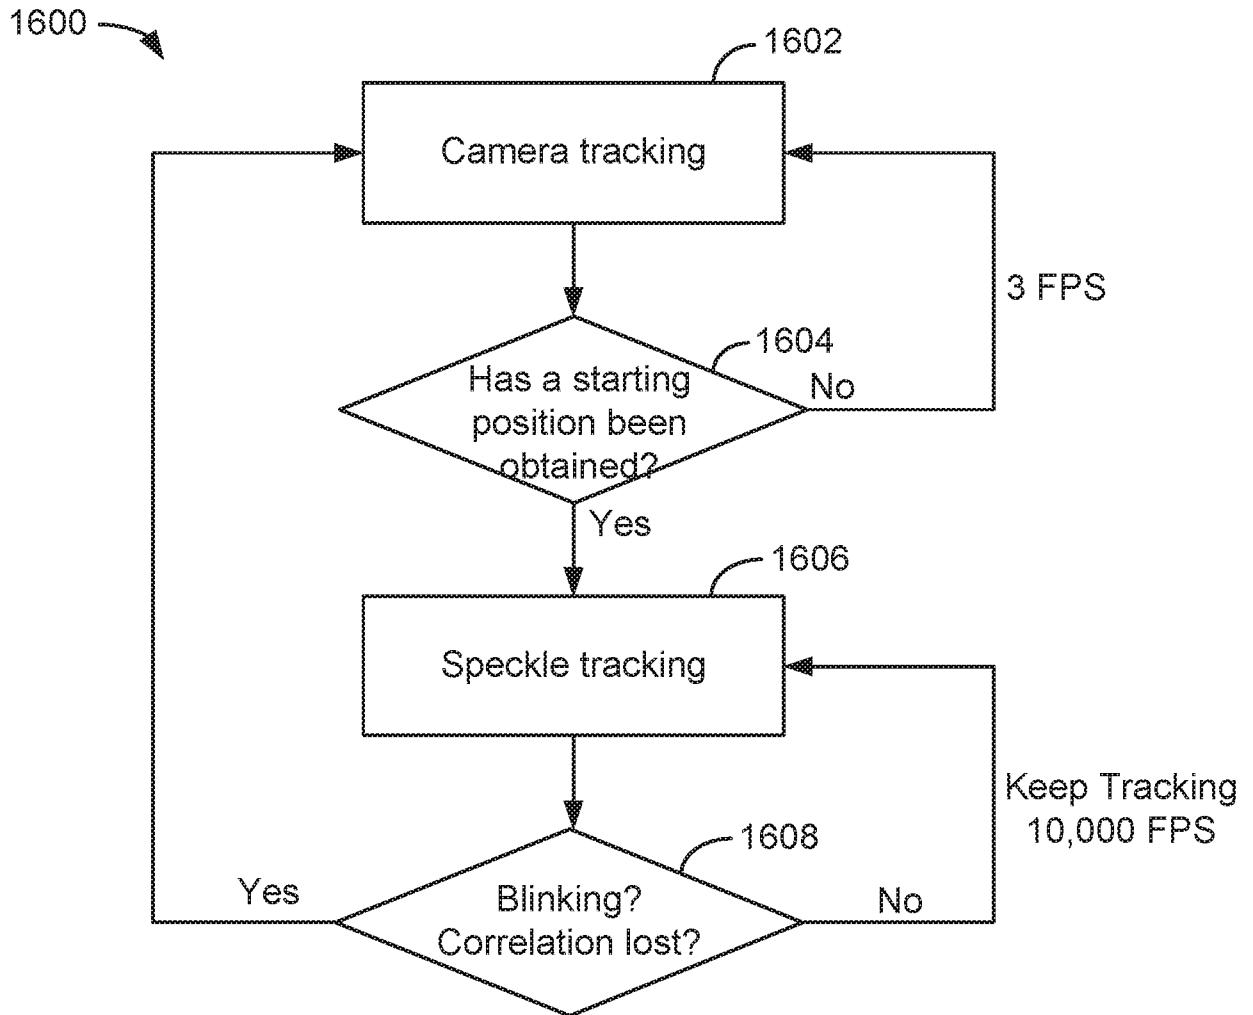 1600
1602
Camera tracking
3 FPS
1604
Has a starting
position been
obtained?
No
Yes
1606
Speckle tracking
Keep Tracking
10,000 FPS
1608
Yes
Blinking?
Correlation lost?
No